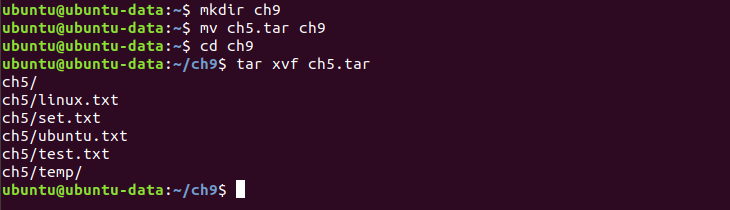 ubuntu@ubuntu-data:~$ mkdir ch9
ubuntu@ubuntu-data:~$ mv ch5.tar ch9
ubuntu@ubuntu-data:~$ cd ch9
ubuntu@ubuntu-data:~/ch9$ tar xvf ch5.tar
ch5/
ch5/linux.txt
ch5/set.txt
ch5/ubuntu.txt
ch5/test.txt
ch5/temp/
ubuntu@ubuntu-data:~/ch9$